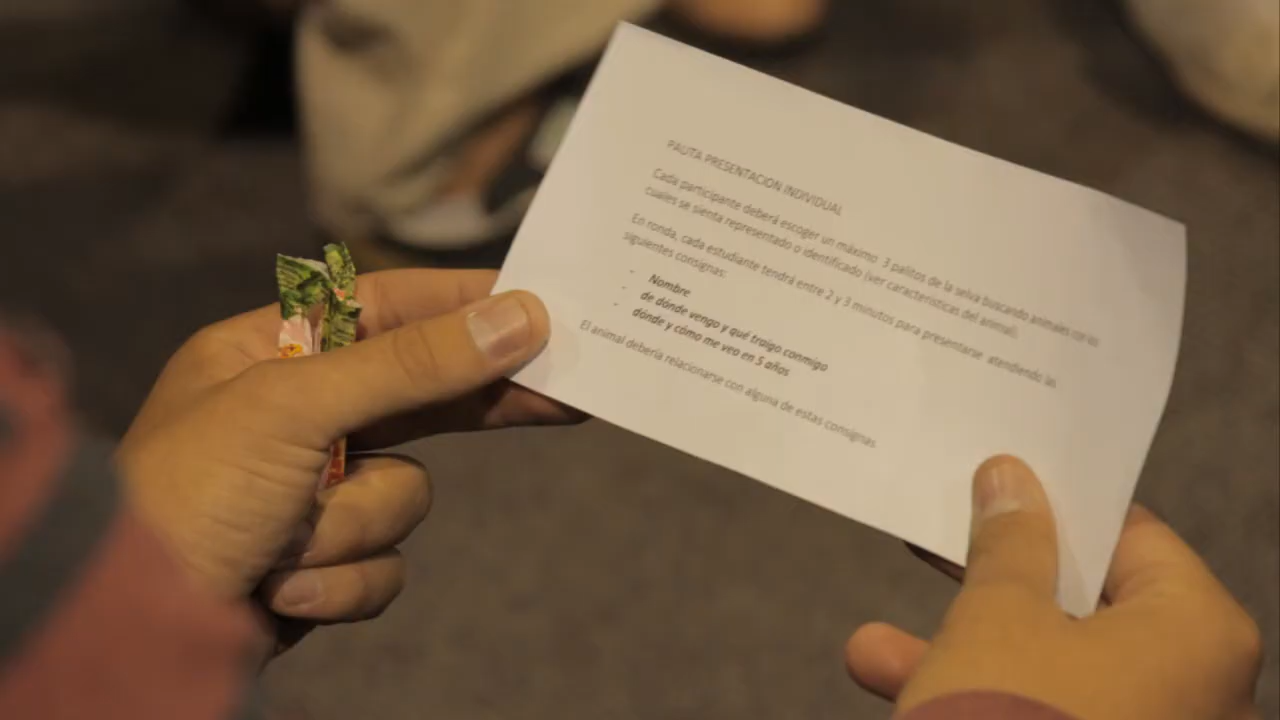 PAUTA PRESENTACION INDIVIDUAL
Cada participante deberá escoger un máximo 3 palitos de la selva buscando animales con los
cuales se sienta representado o identificado (ver características del animal).
En ronda, cada estudiante tendrá entre 2 y 3 minutos para presentarse atendiendo las
siguientes consignas:
- Nombre
- de dónde vengo y qué traigo conmigo
- dónde y cómo me veo en 5 años
El animal debería relacionarse con alguna de estas consignas